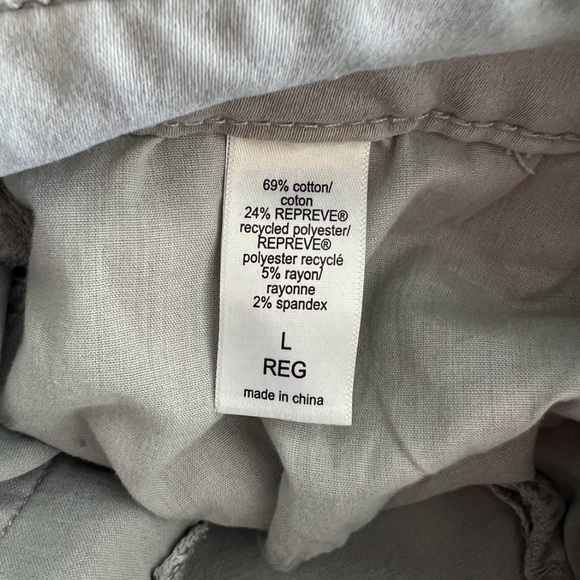 69% cotton/
coton
24% REPREVE®
recycled polyester/
REPREVE®
polyester recyclé
5% rayon/
rayonne
2% spandex
L
REG
made in china